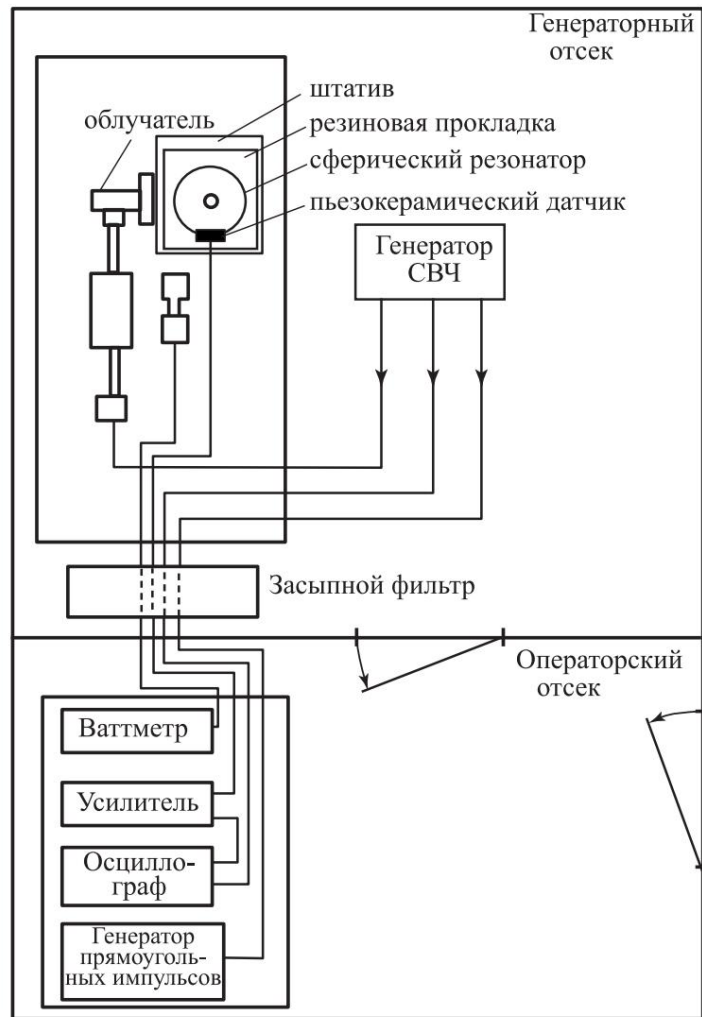 Генераторный
отсек
штатив
облучатель
резиновая прокладка
сферический резонатор
пьезокерамический датчик
Генератор
СВЧ
Засыпной фильтр
Операторский
отсек
Ваттметр
Усилитель
Осцилло-
граф
Генератор
прямоуголь-
ных импульсов